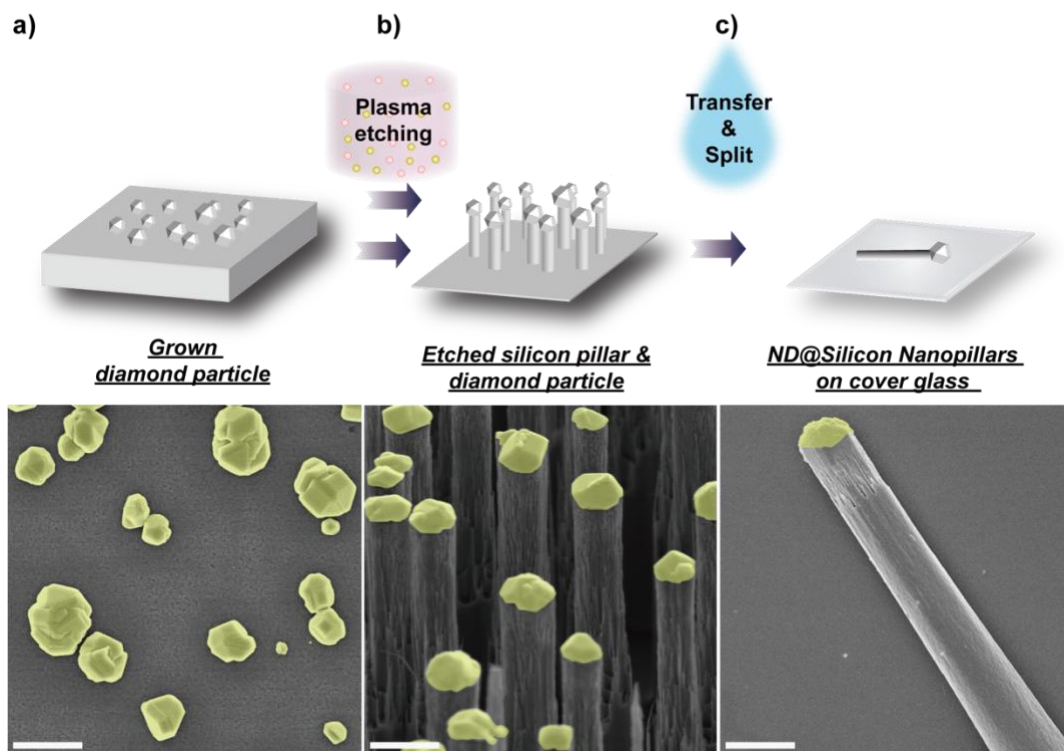 a)
b)
c)
Plasma
etching
Transfer
&
Split
Grown
diamond particle
Etched silicon pillar &
diamond particle
ND@Silicon Nanopillars
on cover glass